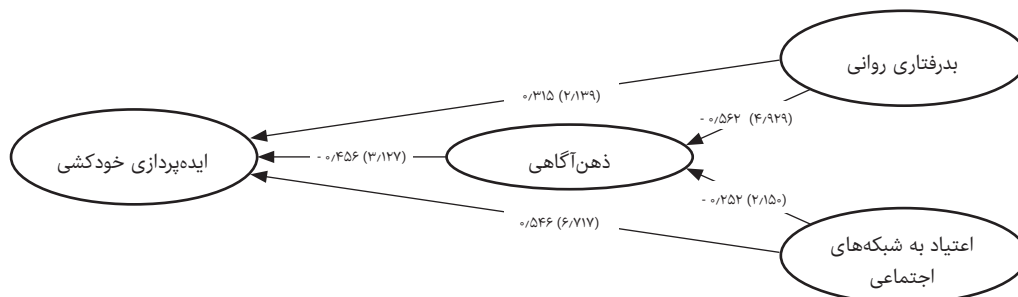 بدرفتاری روانی
۰٫۳۱۵ (۲٫۱۳۹)
- ۰٫۵۶۲ (۴٫۹۲۹)
ایده‌پردازی خودکشی
- ۰٫۴۵۶ (۳٫۱۲۷)
ذهن‌آگاهی
- ۰٫۲۵۲ (۲٫۱۵۰)
۰٫۵۴۶ (۶٫۷۱۷)
اعتیاد به شبکه‌های
اجتماعی